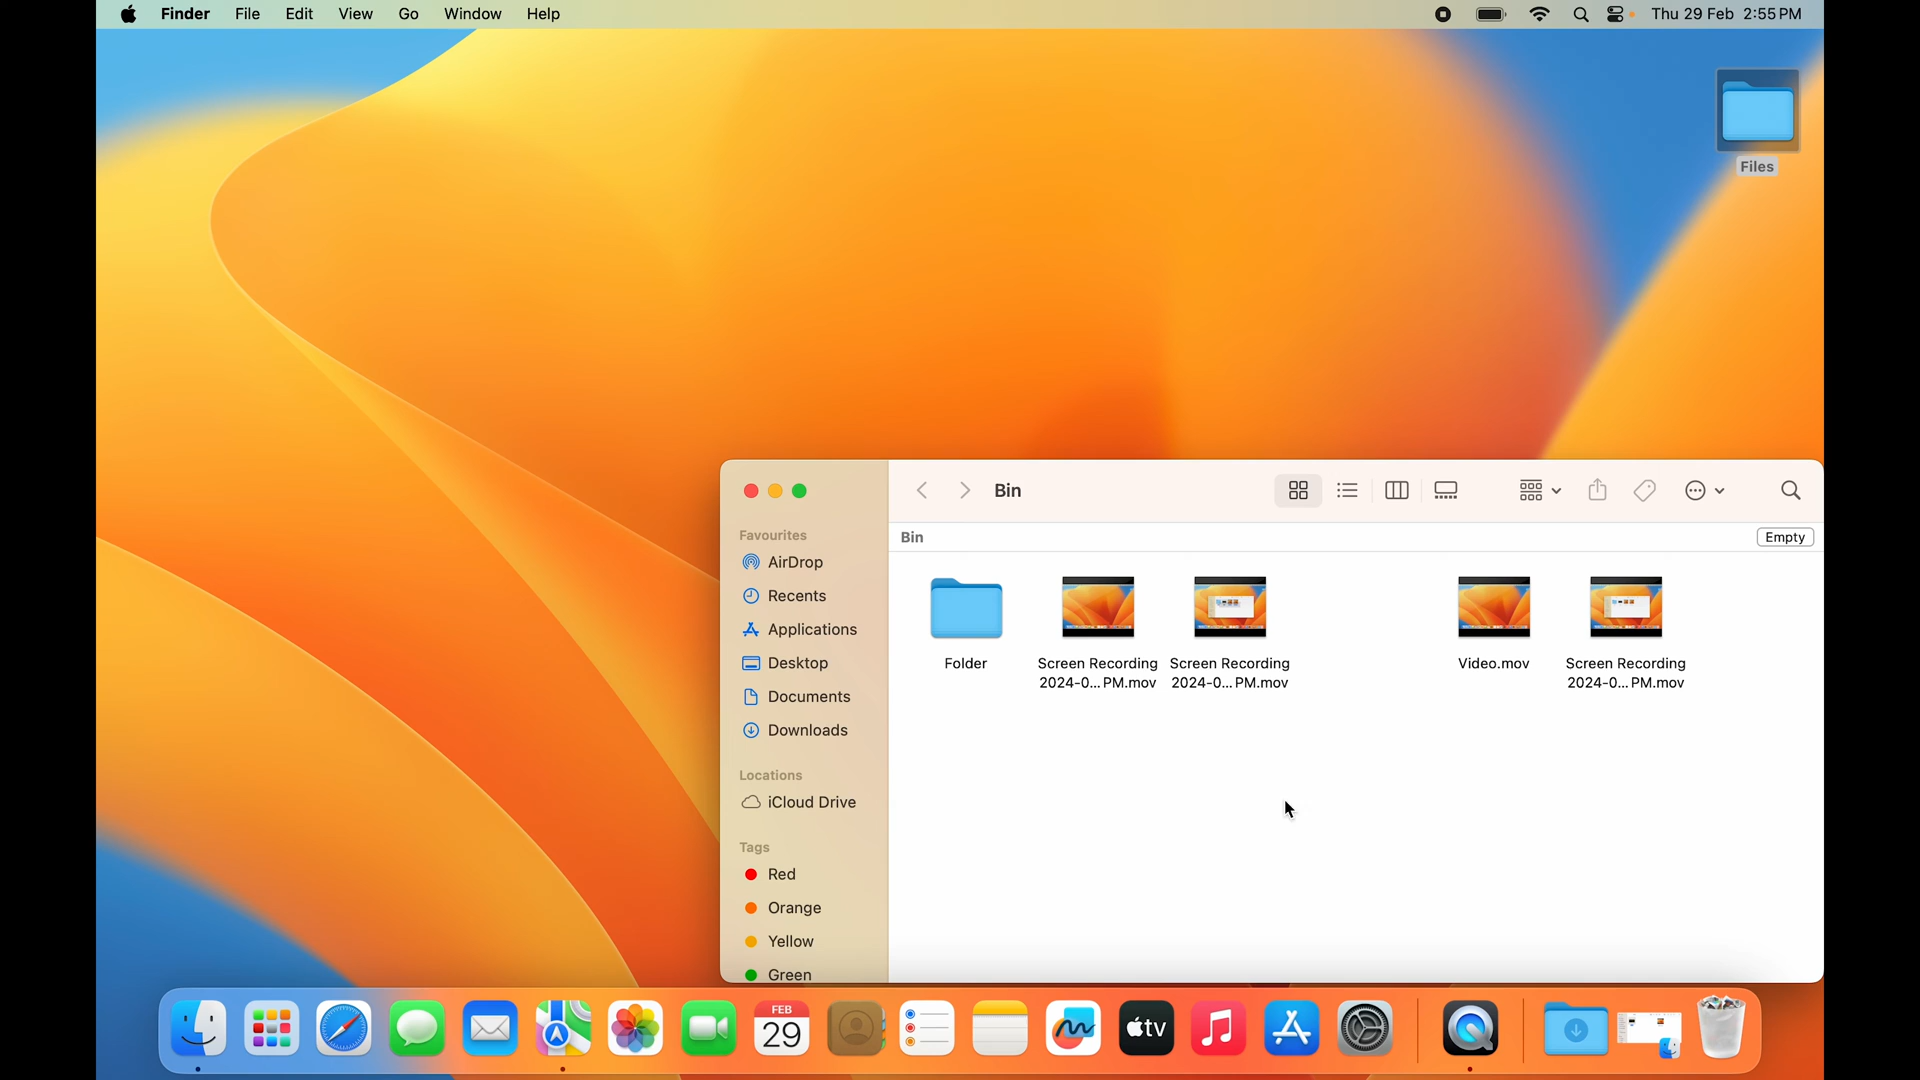 Finder File Edit View Go Window Help Thu 29 Feb 2:55 PM
Files
Bin
Favourites
Bin Empty
AirDrop
Recents
Applications
Desktop
Documents
Downloads
Folder
Screen Recording
2024-0... PM.mov
Screen Recording
2024-0... PM.mov
Video.mov
Screen Recording
2024-0... PM.mov
Locations
iCloud Drive
Tags
Red
Orange
Yellow
Green
FEB
29
tv